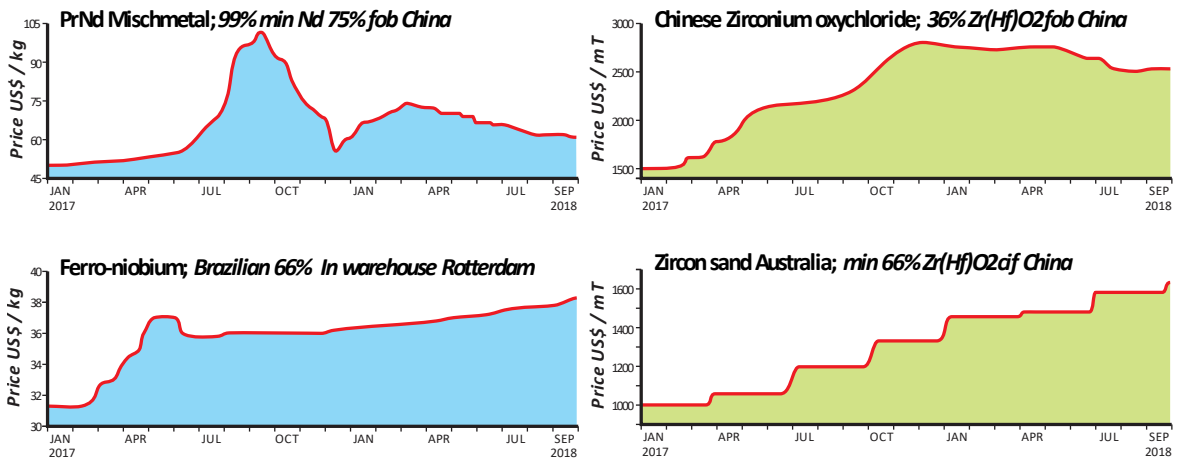 PrNd Mischmetal; 99% min Nd 75% fob China
Price US$ / kg
105
90
75
60
45
JAN APR JUL OCT JAN APR JUL SEP
2017 2018
Chinese Zirconium oxychloride; 36% Zr(Hf)O2 fob China
Price US$ / mT
3000
2500
2000
1500
JAN APR JUL OCT JAN APR JUL SEP
2017 2018
Ferro-niobium; Brazilian 66% In warehouse Rotterdam
Price US$ / kg
40
38
36
34
32
30
JAN APR JUL OCT JAN APR JUL SEP
2017 2018
Zircon sand Australia; min 66% Zr(Hf)O2 cif China
Price US$ / mT
1600
1400
1200
1000
JAN APR JUL OCT JAN APR JUL SEP
2017 2018